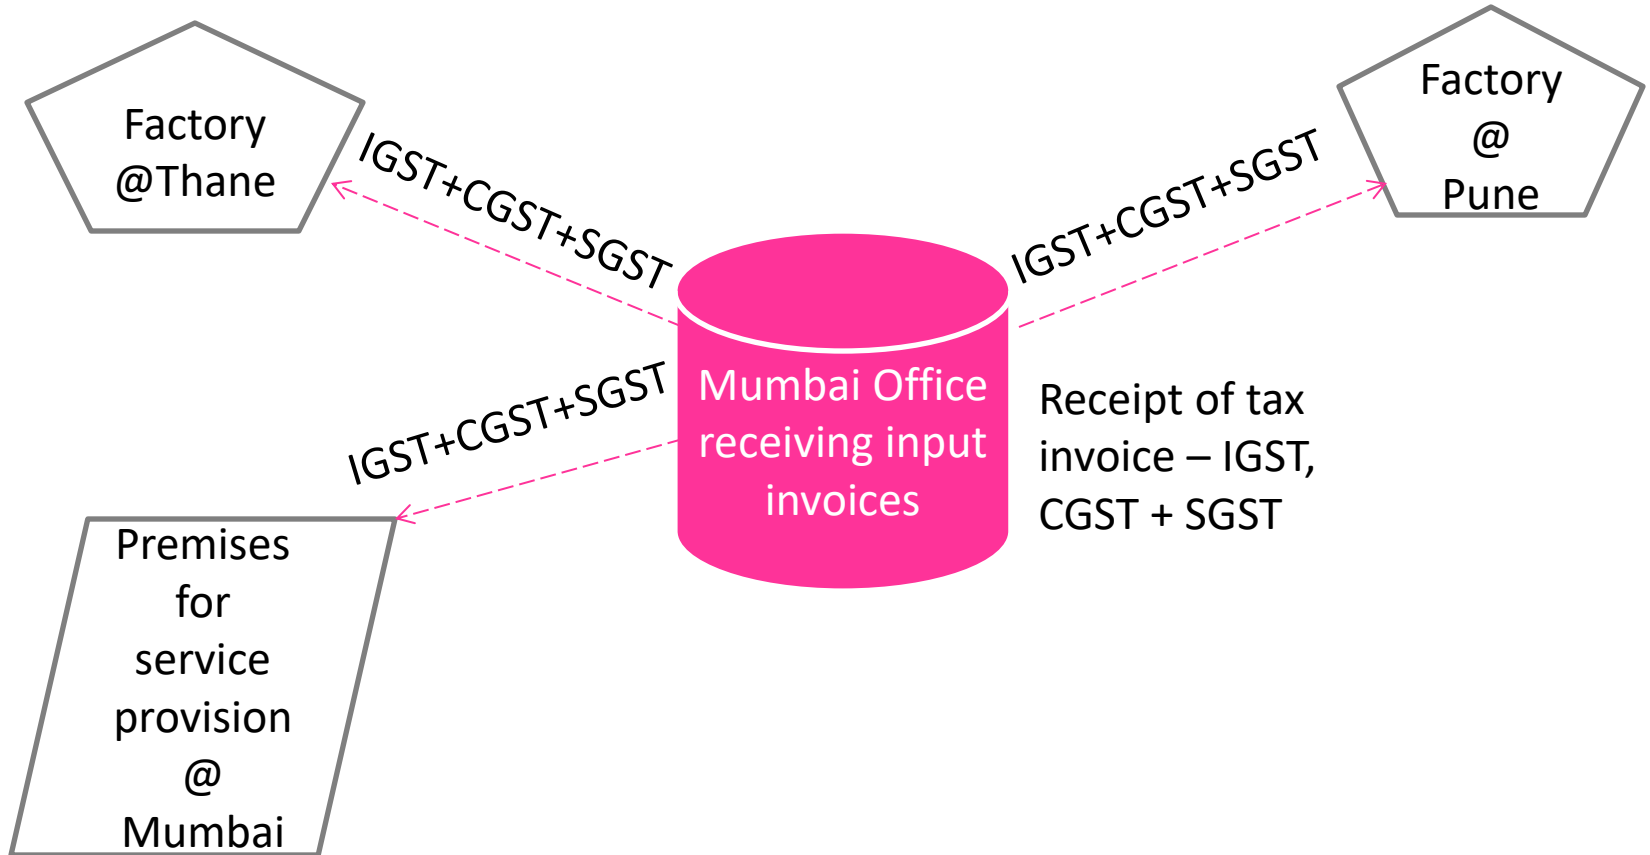 Factory
@Thane
IGST+CGST+SGST
IGST+CGST+SGST
Factory
@
Pune
IGST+CGST+SGST
Mumbai Office
receiving input
invoices
Receipt of tax
invoice – IGST,
CGST + SGST
Premises
for
service
provision
@
Mumbai